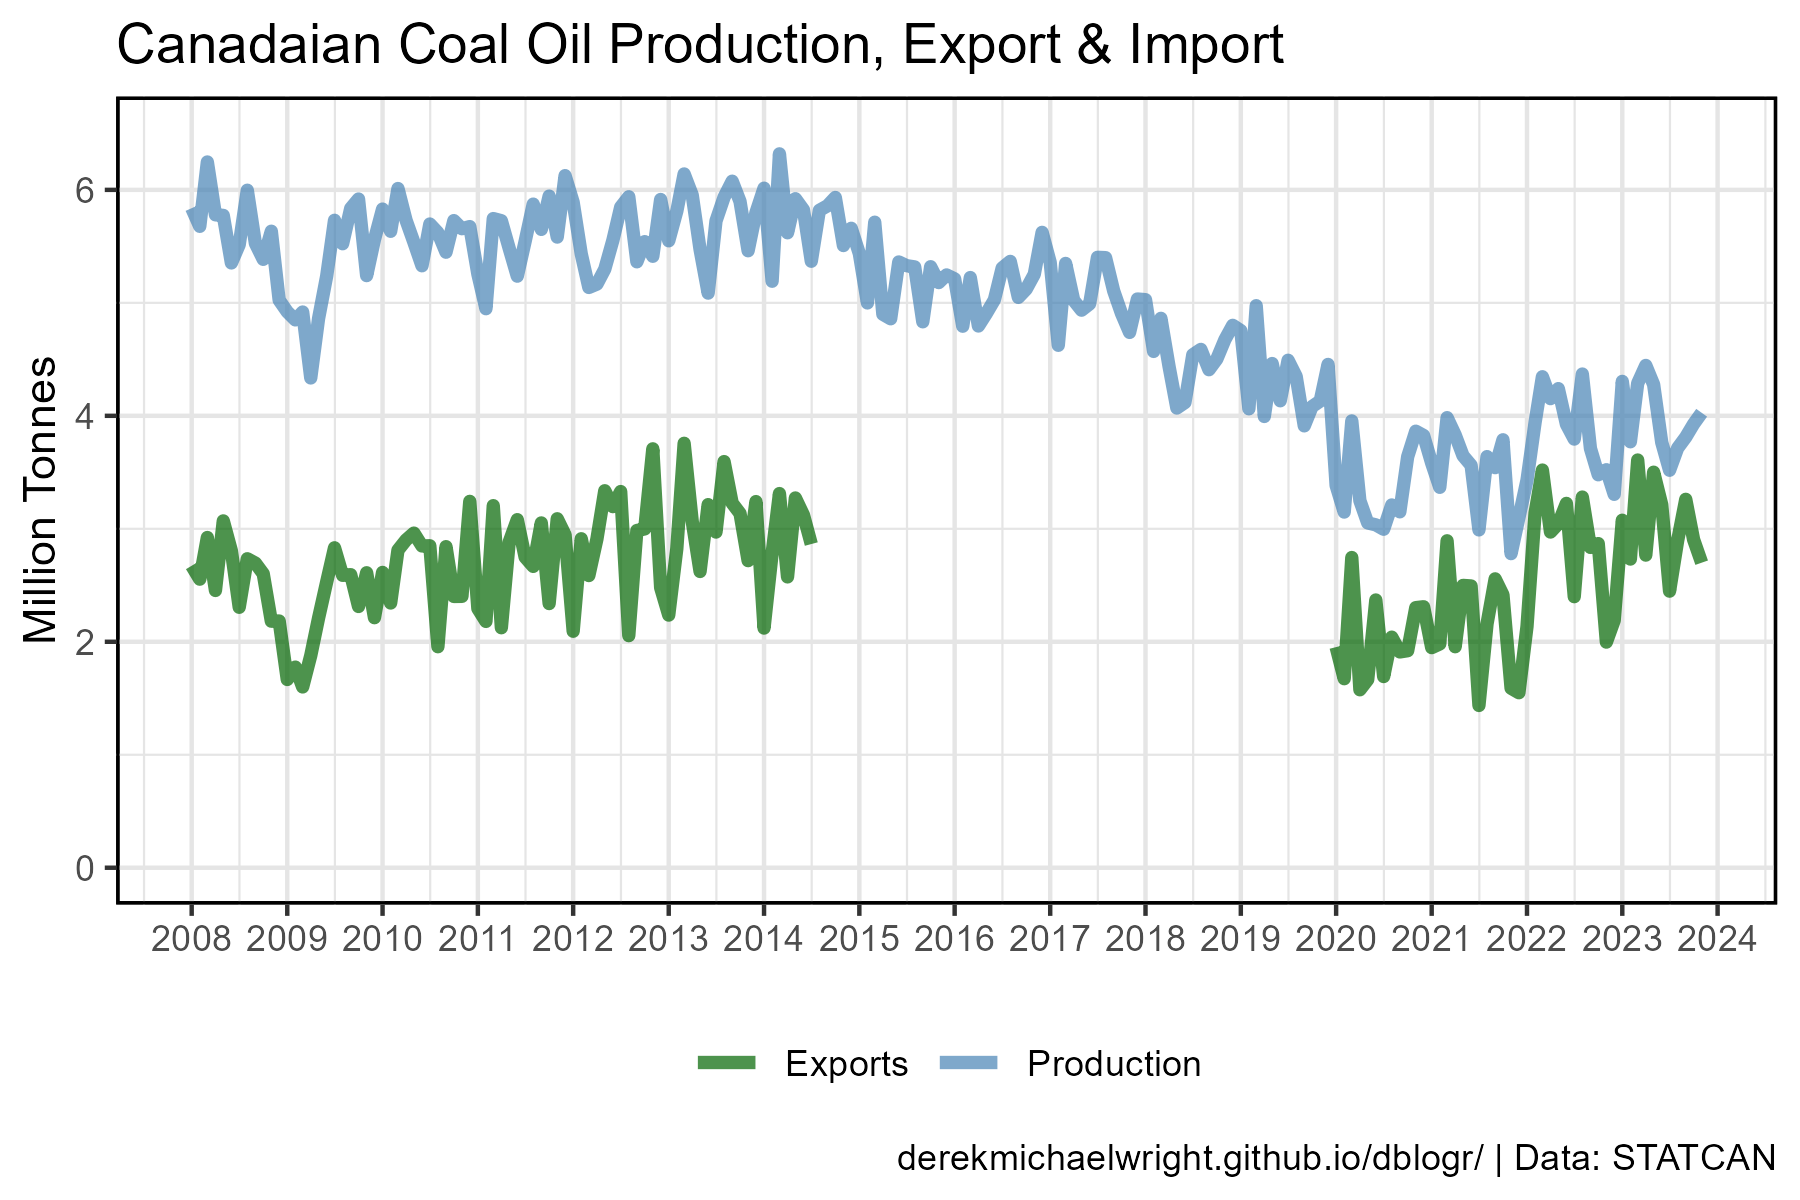 Canadaian Coal Oil Production, Export & Import
Million Tonnes
6
4
2
0
2008 2009 2010 2011 2012 2013 2014 2015 2016 2017 2018 2019 2020 2021 2022 2023 2024
Exports Production
derekmichaelwright.github.io/dblogr/ | Data: STATCAN